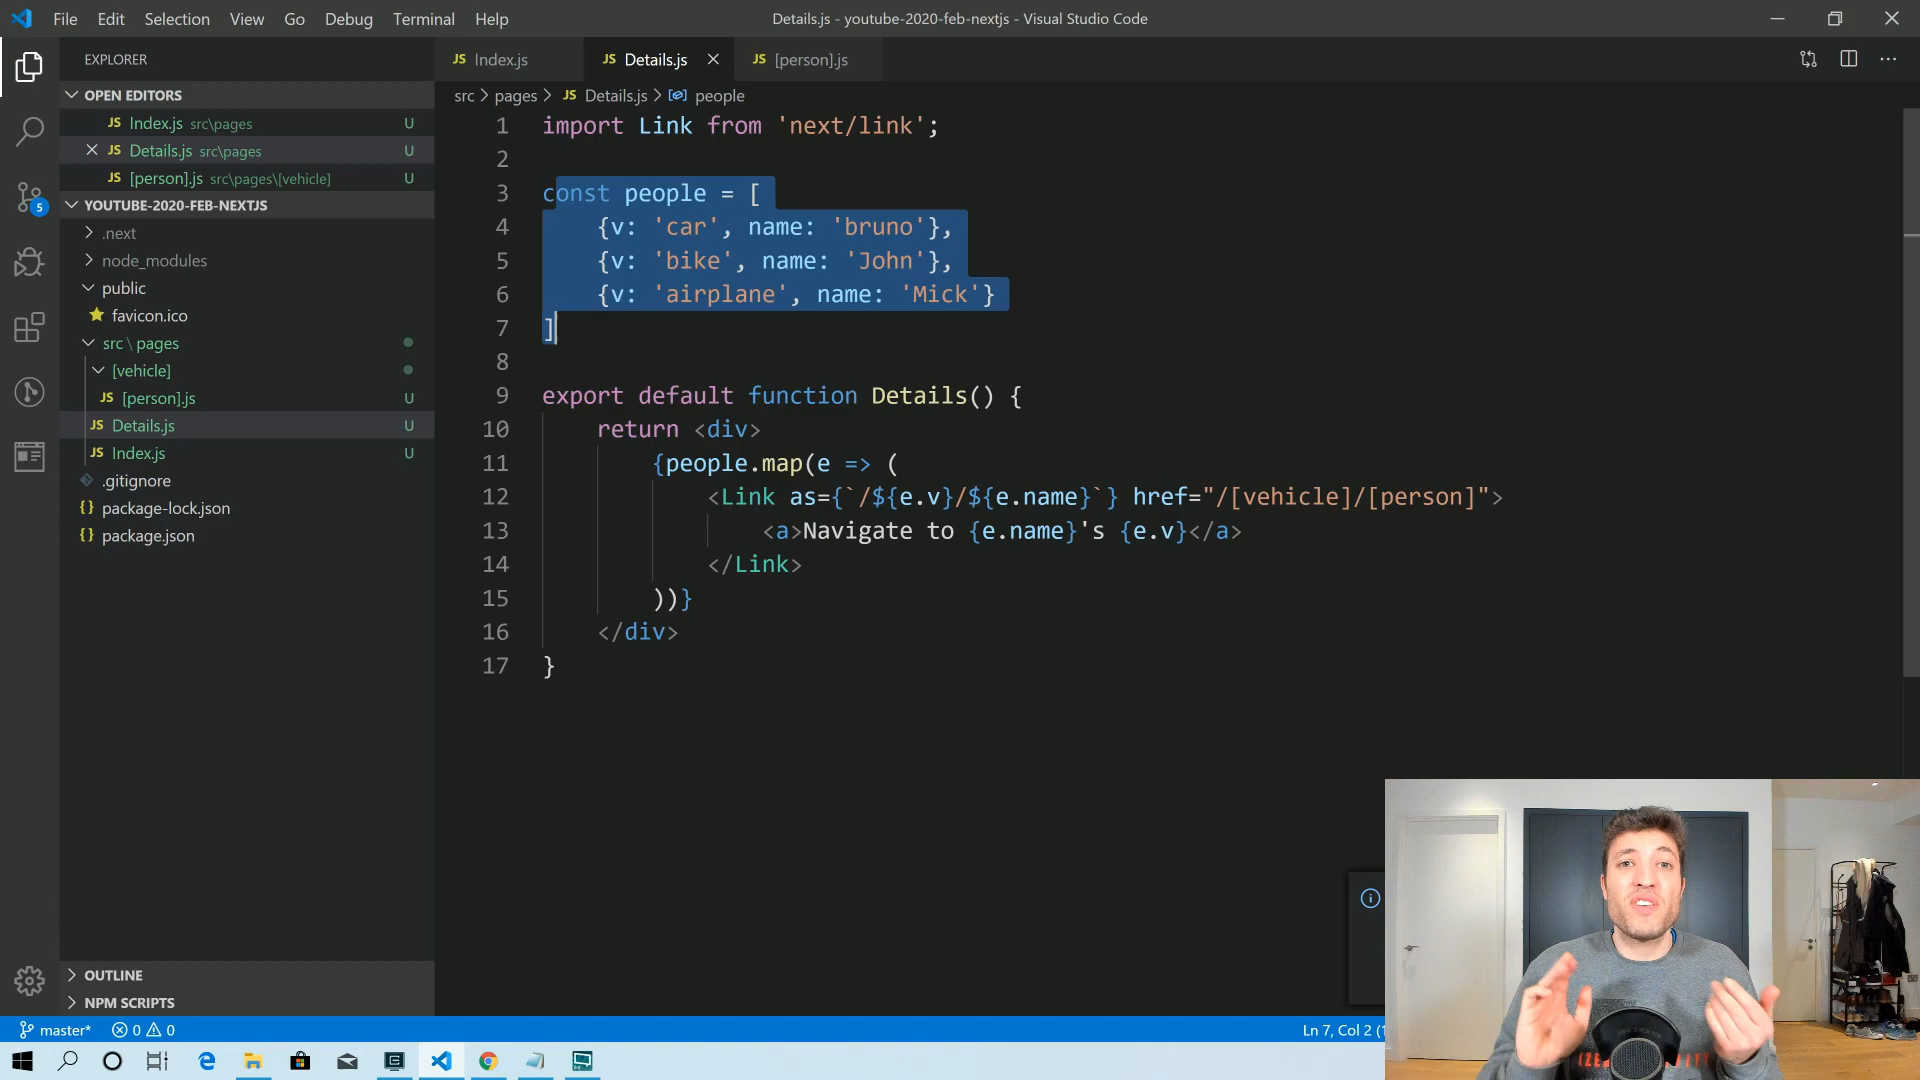 File Edit Selection View Go Debug Terminal Help
Details.js - youtube-2020-feb-nextjs - Visual Studio Code
EXPLORER
OPEN EDITORS
JS Index.js src\pages U
JS Details.js src\pages U
JS [person].js src\pages\[vehicle] U
YOUTUBE-2020-FEB-NEXTJS
.next
node_modules
public
favicon.ico
src \ pages
[vehicle]
JS [person].js U
JS Details.js U
JS Index.js U
.gitignore
{} package-lock.json
{} package.json
OUTLINE
NPM SCRIPTS
5
JS Index.js JS Details.js JS [person].js
src > pages > JS Details.js > people
1 import Link from 'next/link';
2
3 const people = [
4 {v: 'car', name: 'bruno'},
5 {v: 'bike', name: 'John'},
6 {v: 'airplane', name: 'Mick'}
7 ]
8
9 export default function Details() {
10 return <div>
11 {people.map(e => (
12 <Link as={`/${e.v}/${e.name}`} href="/[vehicle]/[person]">
13 <a>Navigate to {e.name}'s {e.v}</a>
14 </Link>
15 ))}
16 </div>
17 }
master* 0 0
Ln 7, Col 2 (1